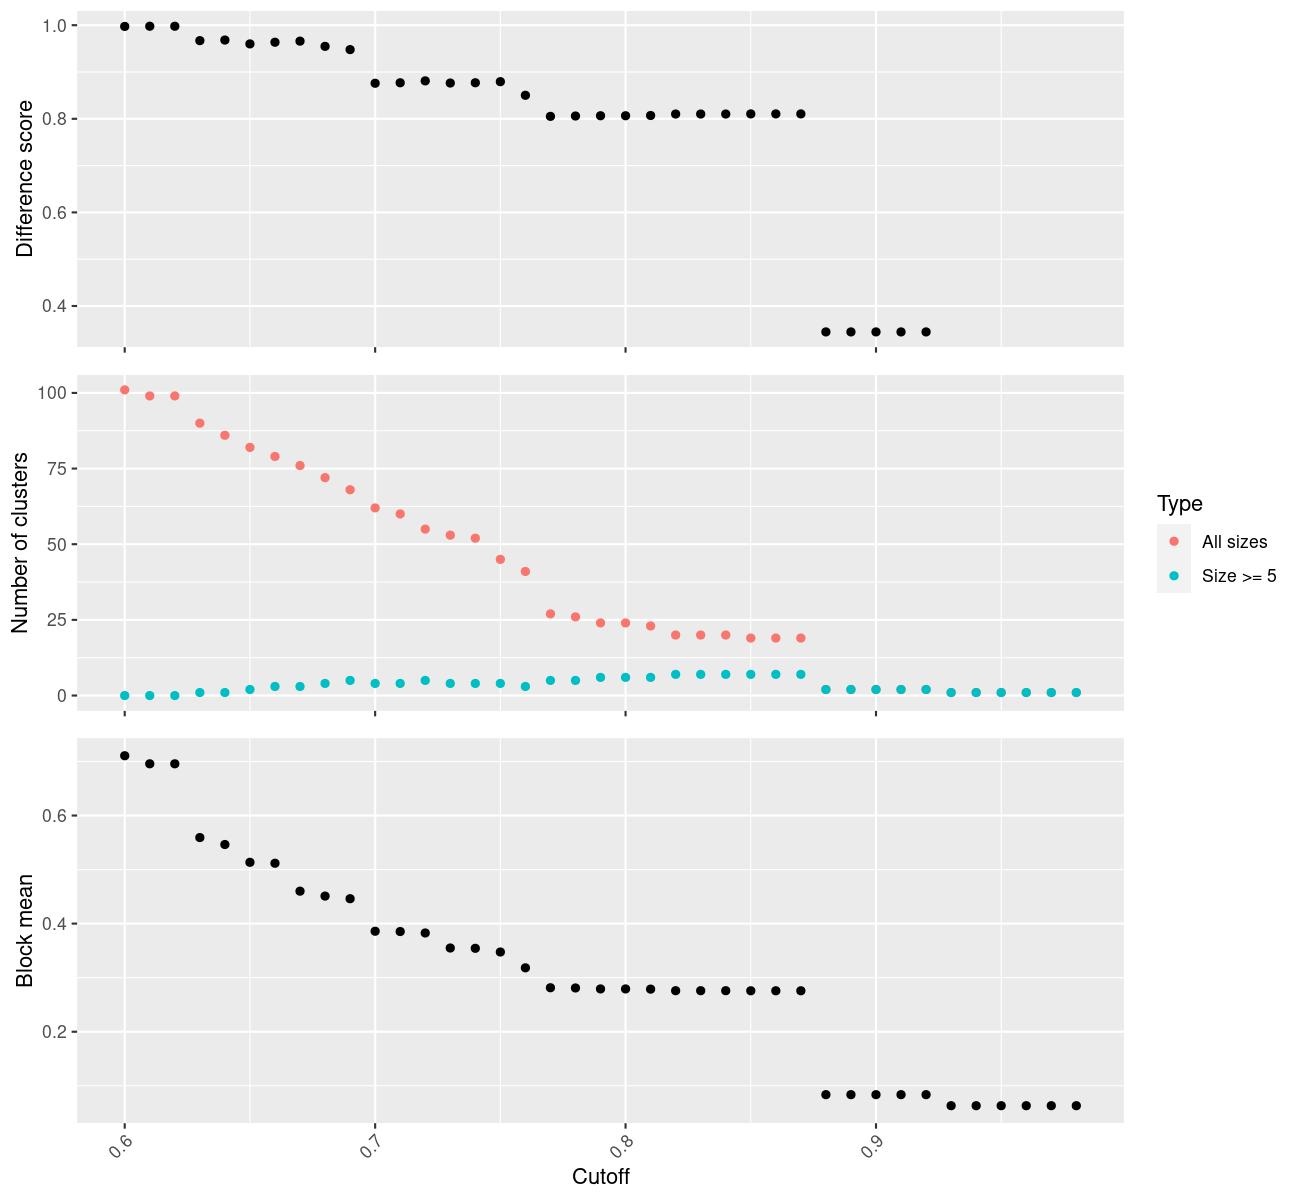 1.0
0.8
0.6
0.4
Difference score
100
75
50
25
0
Number of clusters
Type
All sizes
Size >= 5
0.6
0.4
0.2
Block mean
0.6
0.7
0.8
0.9
Cutoff